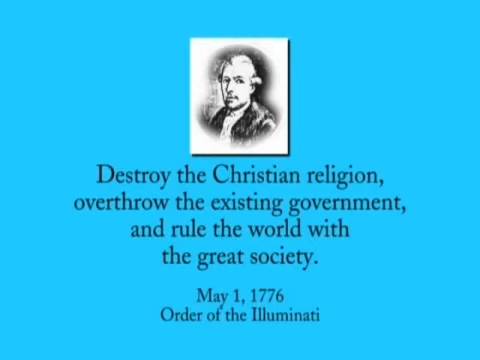 Destroy the Christian religion,
overthrow the existing government,
and rule the world with
the great society.
May 1, 1776
Order of the Illuminati